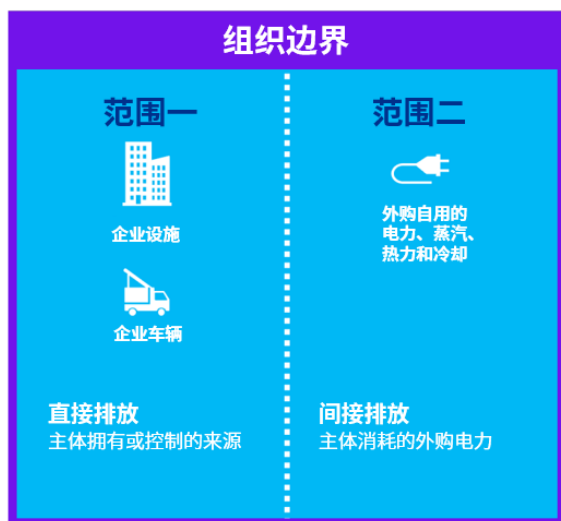 组织边界
范围一
企业设施
企业车辆
直接排放
主体拥有或控制的来源
范围二
外购自用的
电力、蒸汽、
热力和冷却
间接排放
主体消耗的外购电力